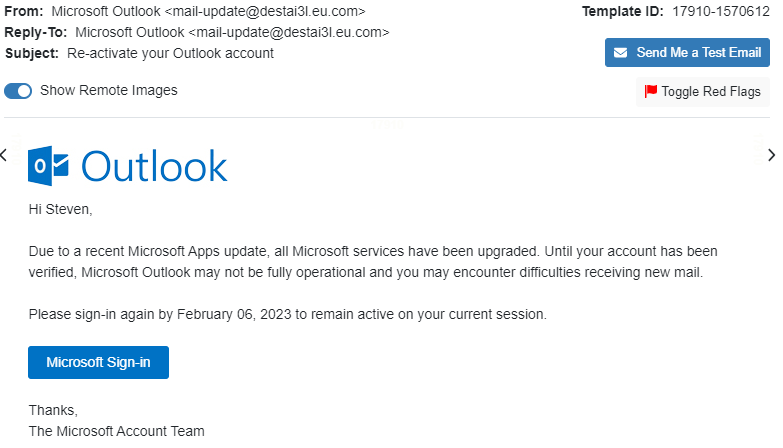 From: Microsoft Outlook <mail-update@destai3l.eu.com>
Template ID: 17910-1570612
Reply-To: Microsoft Outlook <mail-update@destai3l.eu.com>
Subject: Re-activate your Outlook account
Send Me a Test Email
Show Remote Images
Toggle Red Flags
Outlook
Hi Steven,
Due to a recent Microsoft Apps update, all Microsoft services have been upgraded. Until your account has been
verified, Microsoft Outlook may not be fully operational and you may encounter difficulties receiving new mail.
Please sign-in again by February 06, 2023 to remain active on your current session.
Microsoft Sign-in
Thanks,
The Microsoft Account Team